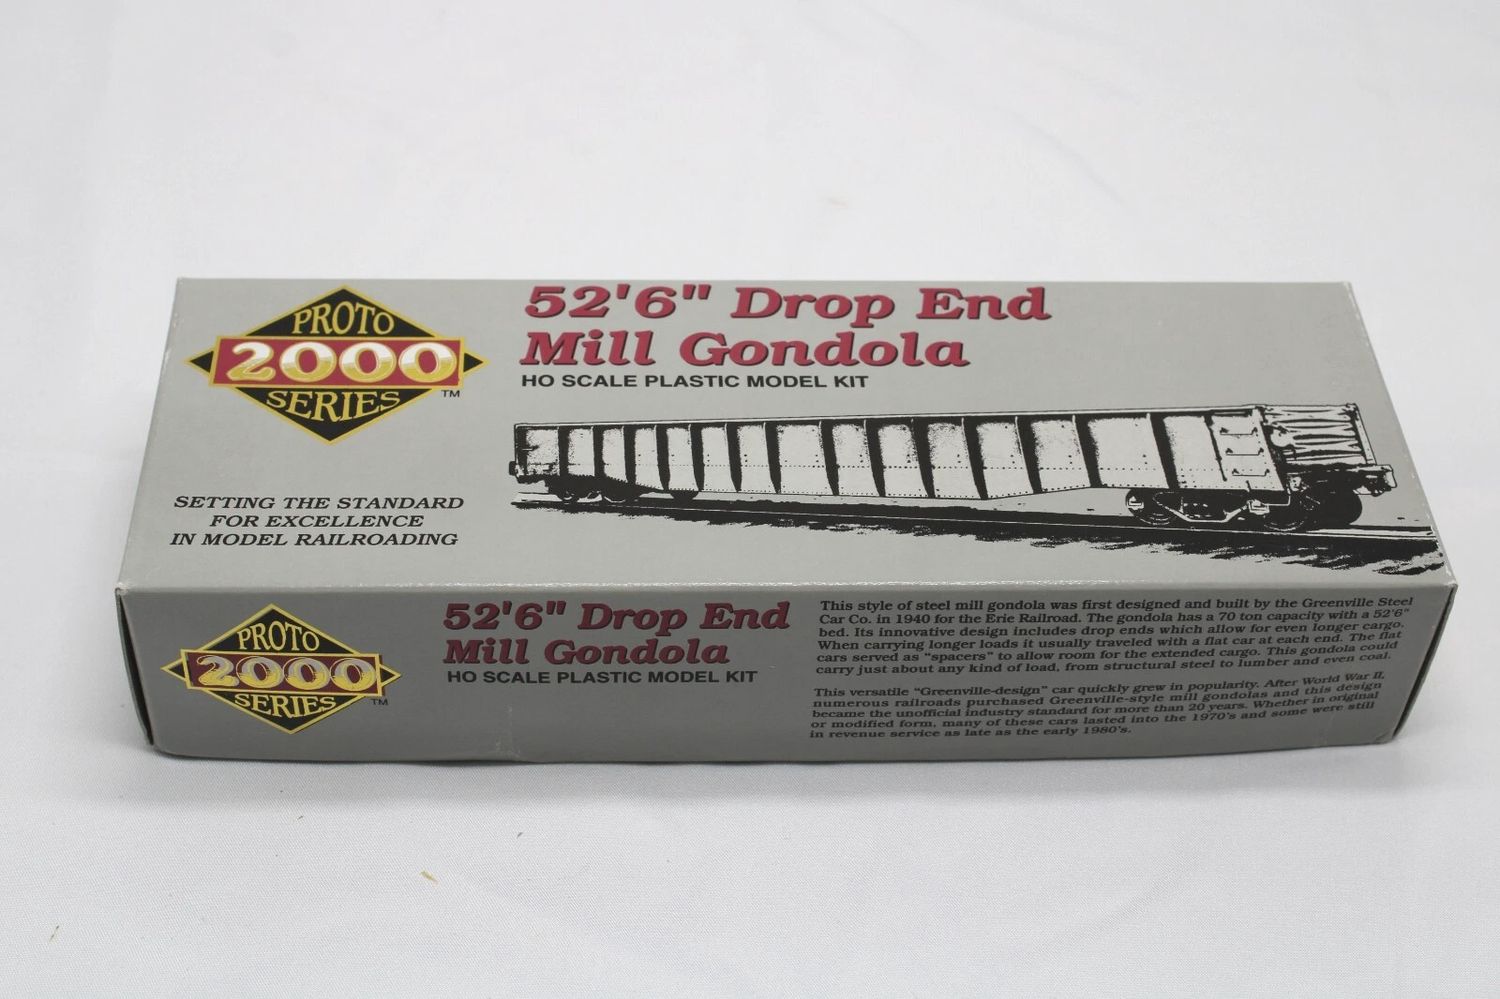 PROTO
2000
SERIES
TM
52'6" Drop End
Mill Gondola
HO SCALE PLASTIC MODEL KIT
SETTING THE STANDARD
FOR EXCELLENCE
IN MODEL RAILROADING
PROTO
2000
SERIES
TM
52'6" Drop End
Mill Gondola
HO SCALE PLASTIC MODEL KIT
This style of steel mill gondola was first designed and built by the Greenville Steel
Car Co. in 1940 for the Erie Railroad. The gondola has a 70 ton capacity with a 52'6"
bed. Its innovative design includes drop ends which allow for even longer cargo.
When carrying longer loads it usually traveled with a flat car at each end. The flat
cars served as "spacers" to allow room for the extended cargo. This gondola could
carry just about any kind of load, from structural steel to lumber and even coal.
This versatile "Greenville-design" car quickly grew in popularity. After World War II,
numerous railroads purchased Greenville-style mill gondolas and this design
became the unofficial industry standard for more than 20 years. Whether in original
or modified form, many of these cars lasted into the 1970's and some were still
in revenue service as late as the early 1980's.